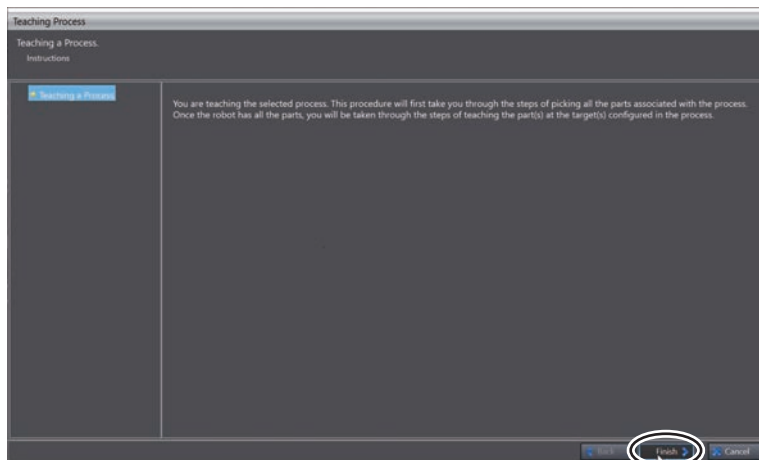 Teaching Process
Teaching a Process.
Instructions
Teaching a Process
You are teaching the selected process. This procedure will first take you through the steps of picking all the parts associated with the process.
Once the robot has all the parts, you will be taken through the steps of teaching the part(s) at the target(s) configured in the process.
Back
Finish
Cancel